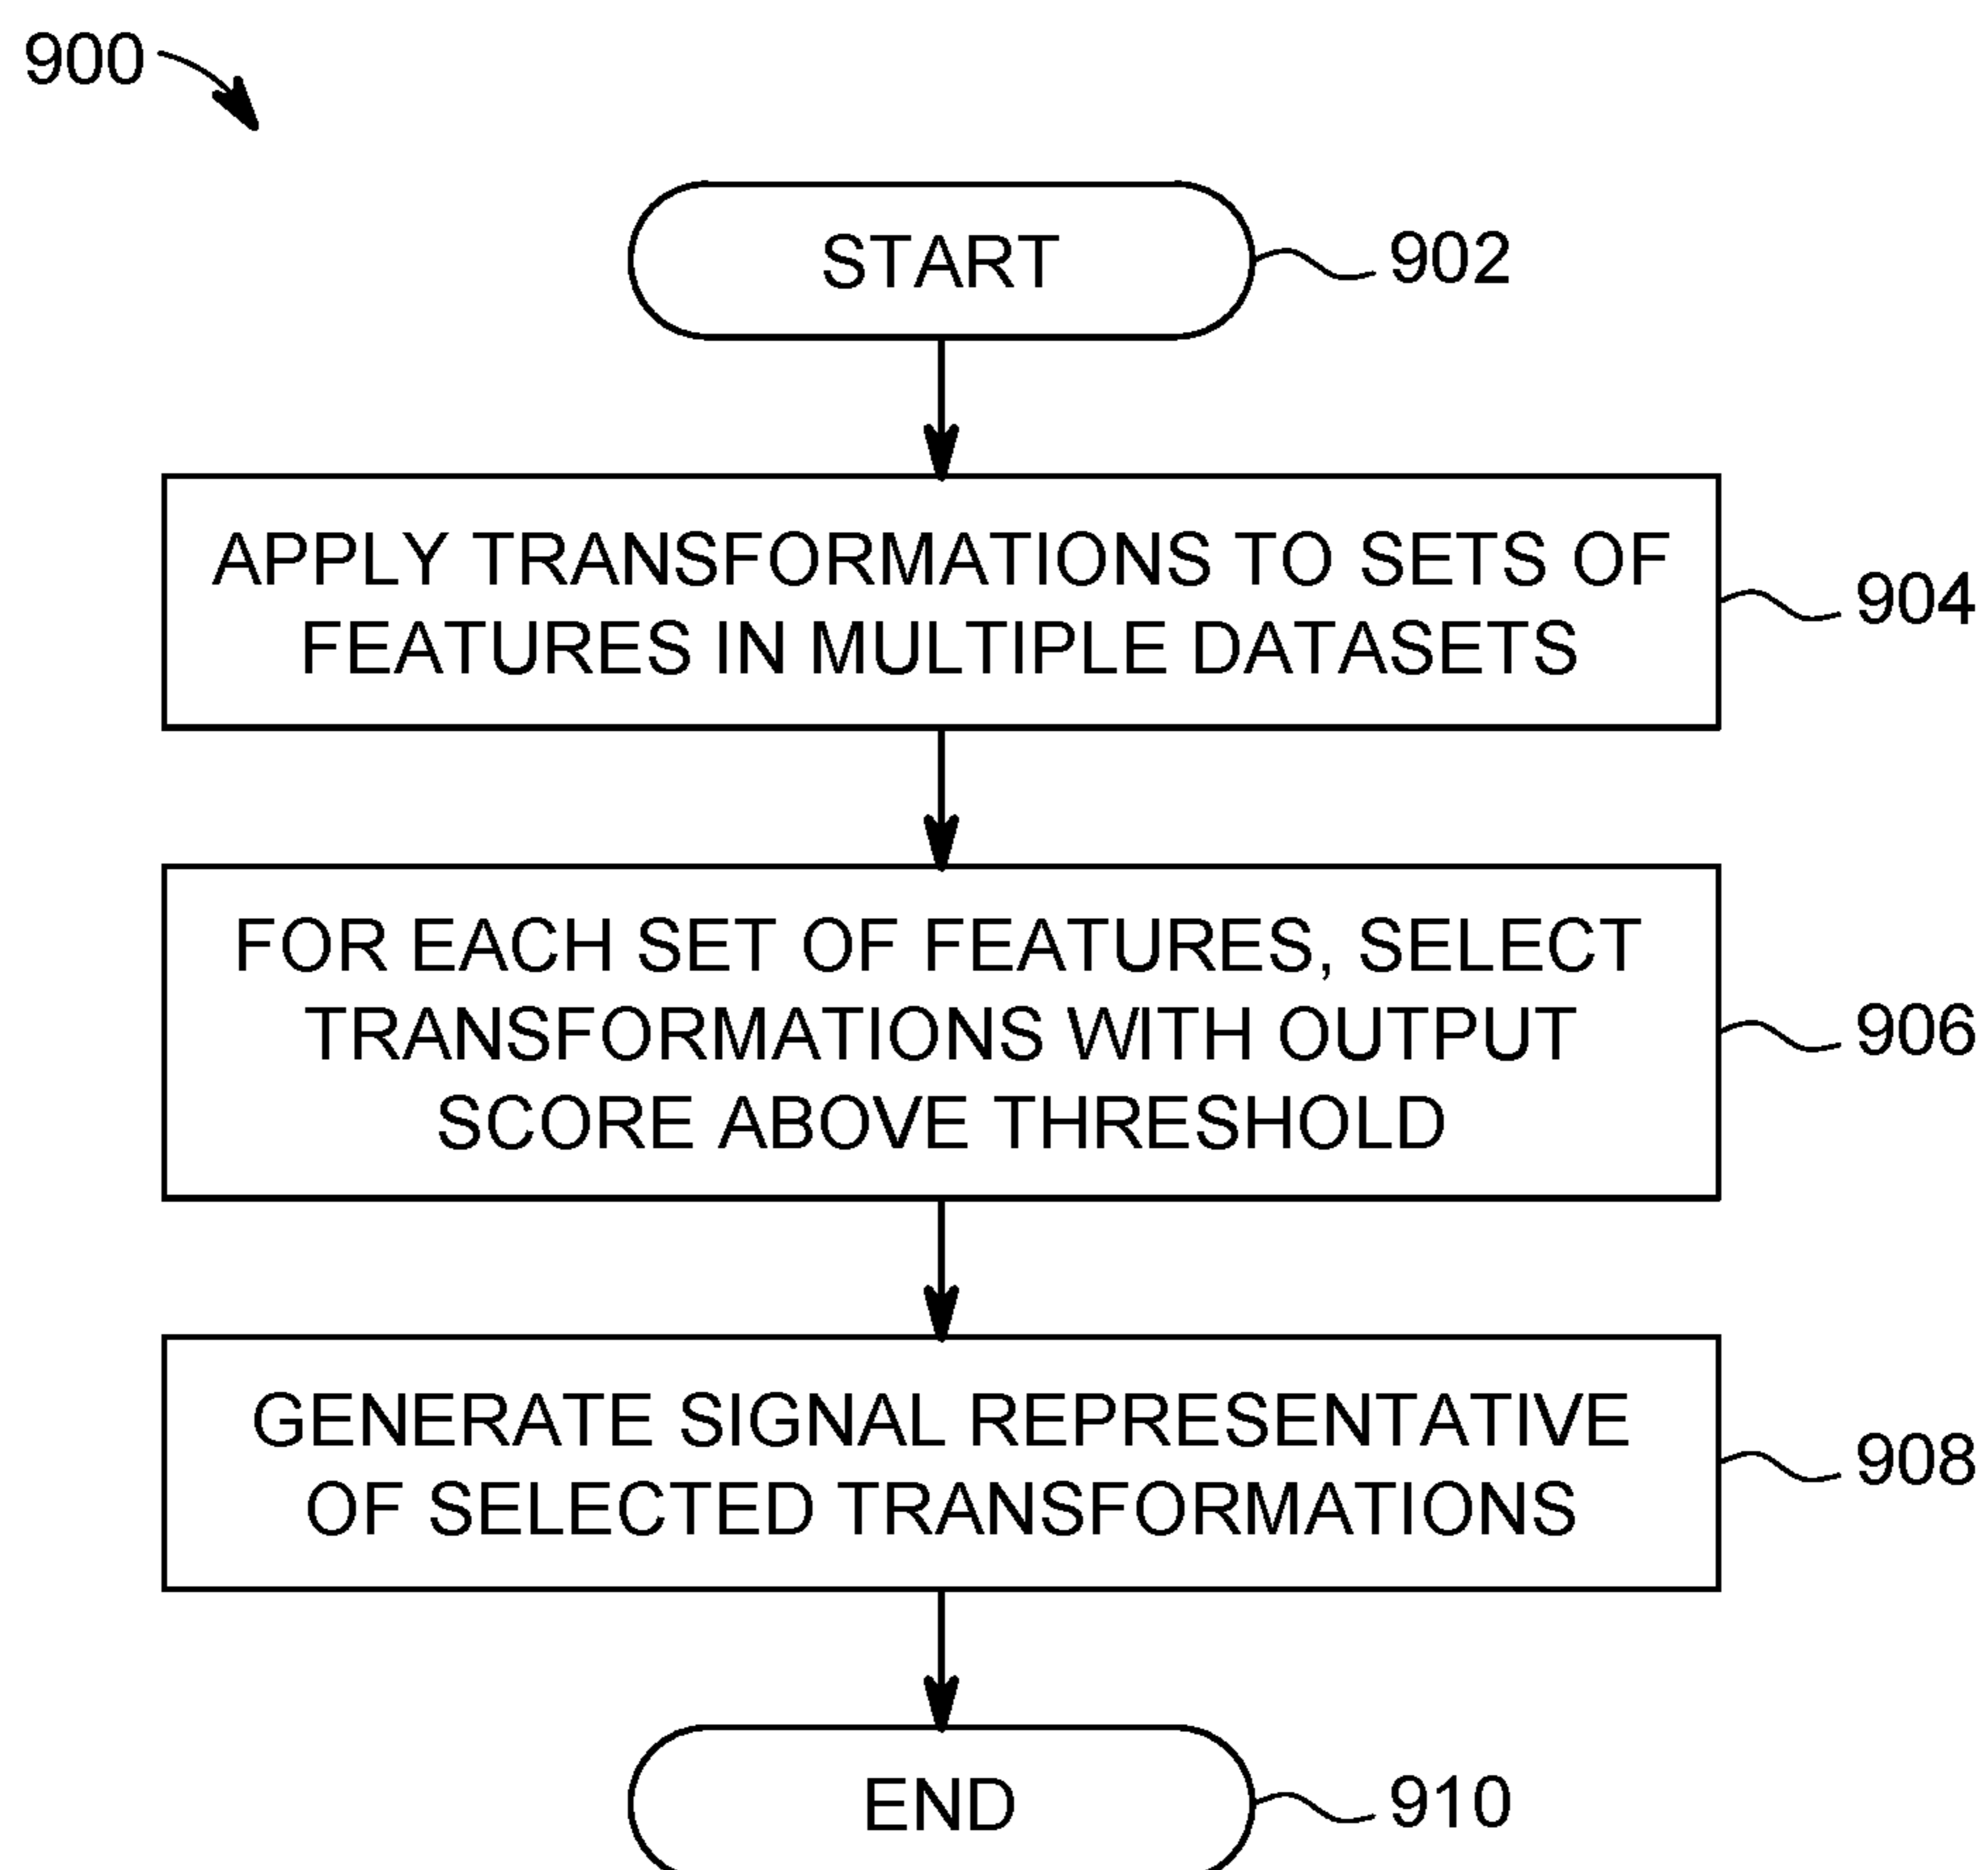 900
START
902
APPLY TRANSFORMATIONS TO SETS OF
FEATURES IN MULTIPLE DATASETS
904
FOR EACH SET OF FEATURES, SELECT
TRANSFORMATIONS WITH OUTPUT
SCORE ABOVE THRESHOLD
906
GENERATE SIGNAL REPRESENTATIVE
OF SELECTED TRANSFORMATIONS
908
END
910